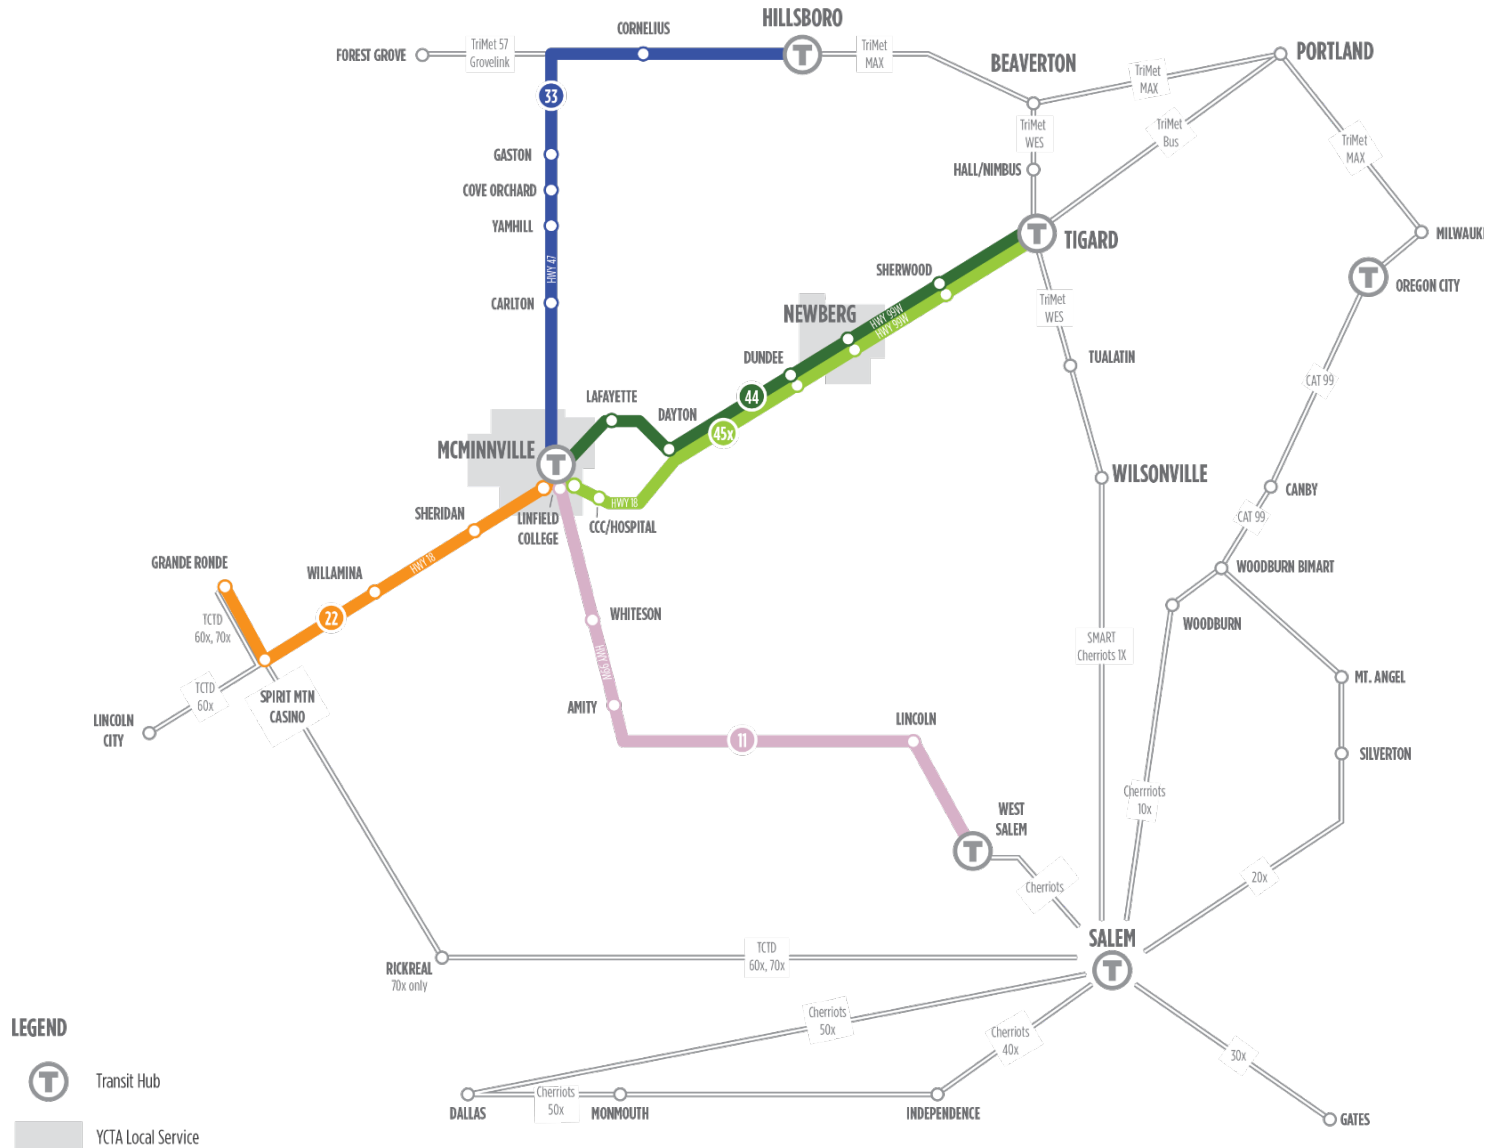 HILLSBORO
CORNELIUS
FOREST GROVE
TriMet 57
Grovelink
TriMet
MAX
BEAVERTON
PORTLAND
TriMet
MAX
33
TriMet
WES
TriMet
Bus
TriMet
MAX
GASTON
HALL/NIMBUS
COVE ORCHARD
YAMHILL
TIGARD
MILWAUKI
HWY 47
SHERWOOD
OREGON CITY
CARLTON
TriMet
WES
NEWBERG
HWY 99W
HWY 99W
DUNDEE
TUALATIN
CAT 99
44
LAFAYETTE
DAYTON
45x
MCMINNVILLE
WILSONVILLE
CANBY
SHERIDAN
LINFIELD
COLLEGE
HWY 18
CCC/HOSPITAL
CAT 99
HWY 18
GRANDE RONDE
WILLAMINA
WOODBURN BIMART
22
TCTD
60x, 70x
WHITESON
WOODBURN
SMART
Cherriots 1X
HWY 99W
TCTD
60x
SPIRIT MTN
CASINO
AMITY
MT. ANGEL
LINCOLN
CITY
11
LINCOLN
SILVERTON
Cherrriots
10x
WEST
SALEM
Cherriots
20x
SALEM
TCTD
60x, 70x
RICKREAL
70x only
LEGEND
Cherriots
50x
Cherriots
40x
30x
T
Transit Hub
Cherriots
50x
DALLAS
MONMOUTH
INDEPENDENCE
GATES
YCTA Local Service